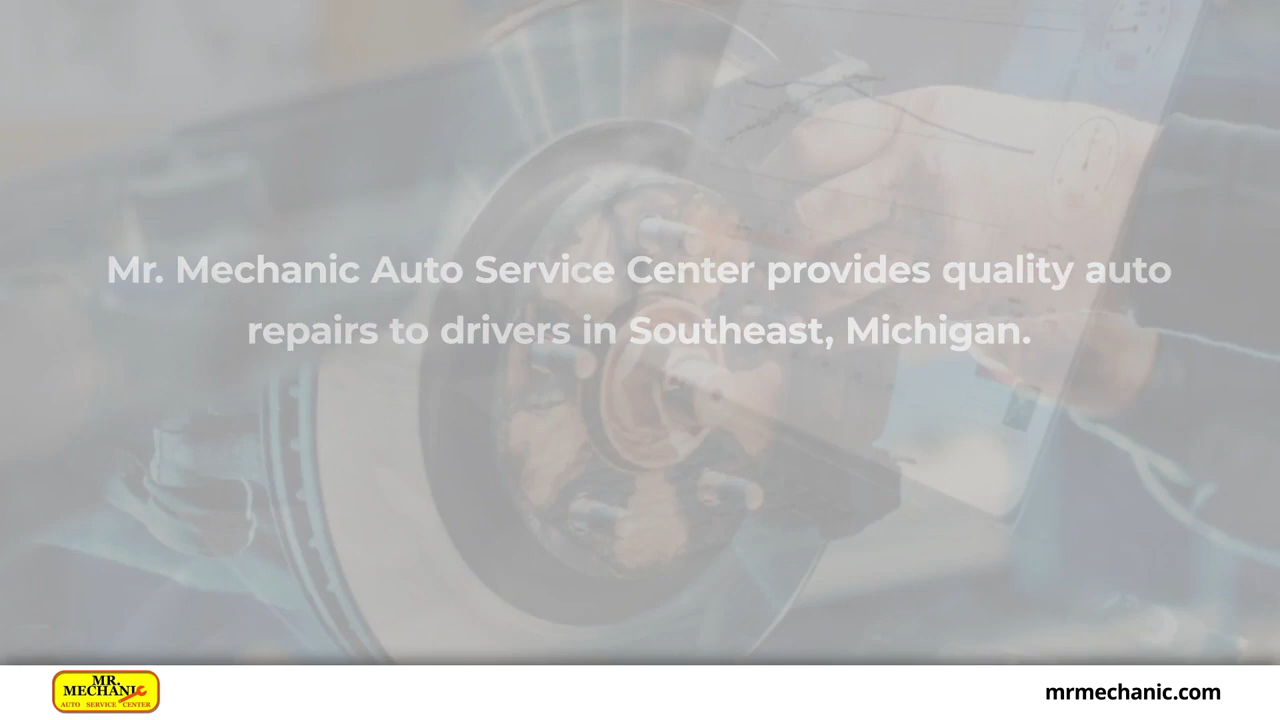 Mr. Mechanic Auto Service Center provides quality auto
repairs to drivers in Southeast, Michigan.
MR.
MECHANIC
AUTO SERVICE CENTER
mrmechanic.com